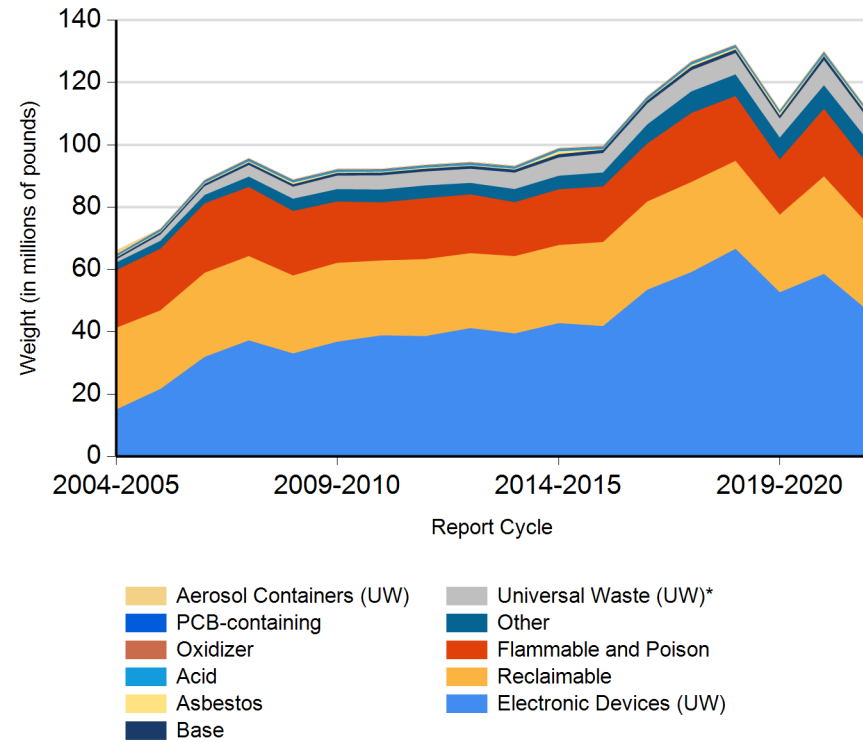 140
120
100
80
60
40
20
0
Weight (in millions of pounds)
2004-2005 2009-2010 2014-2015 2019-2020
Report Cycle
Aerosol Containers (UW)
PCB-containing
Oxidizer
Acid
Asbestos
Base
Universal Waste (UW)*
Other
Flammable and Poison
Reclaimable
Electronic Devices (UW)